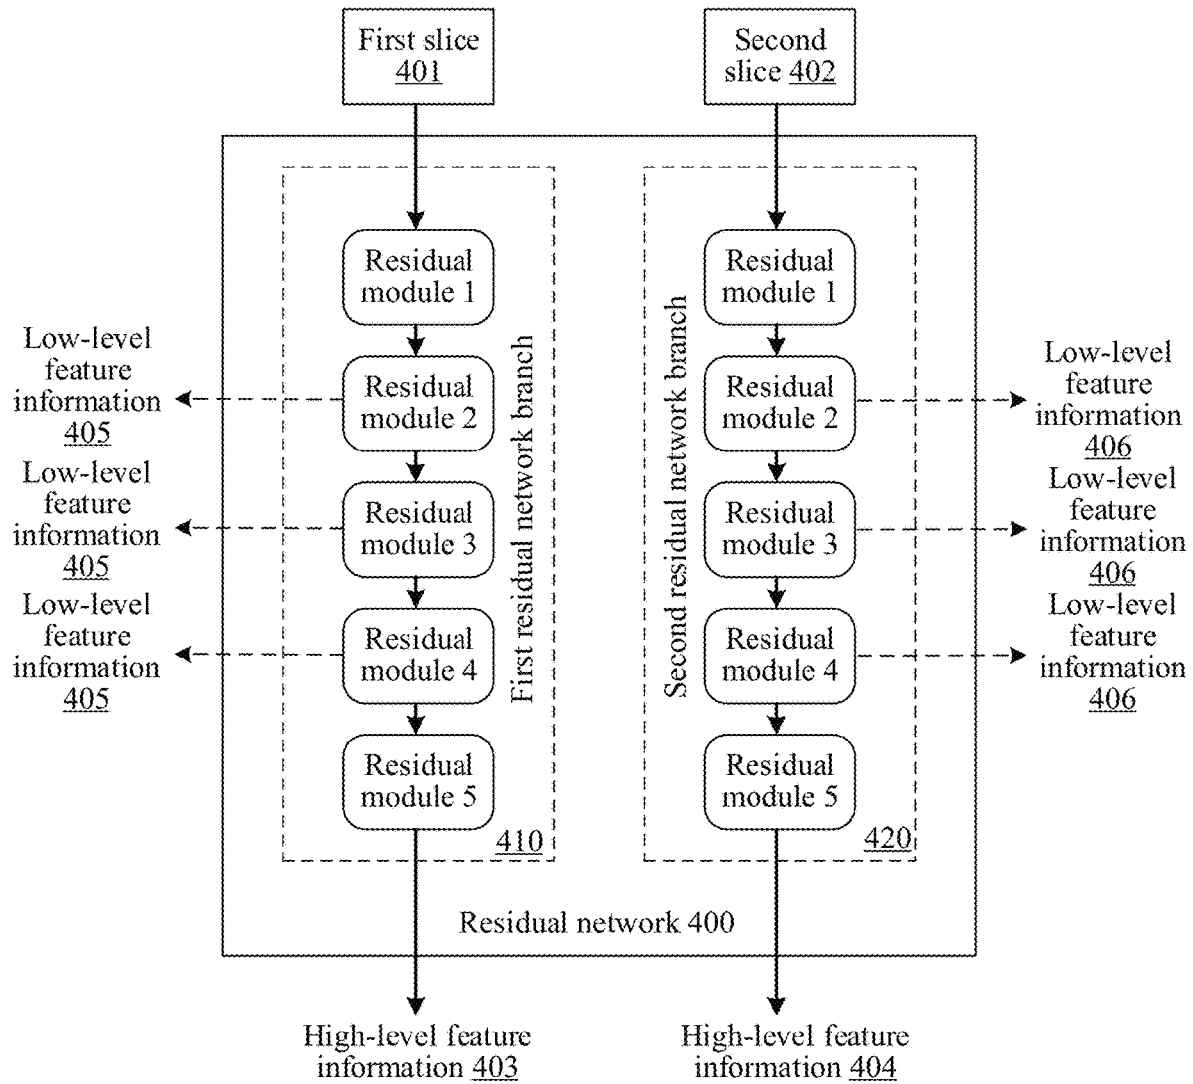 First slice
401
Second
slice 402
Residual
module 1
Residual
module 1
Low-level
feature
information
405
Residual
module 2
Residual
module 2
Low-level
feature
information
406
Low-level
feature
information
405
Residual
module 3
First residual network branch
Second residual network branch
Residual
module 3
Low-level
feature
information
406
Low-level
feature
information
405
Residual
module 4
Residual
module 4
Low-level
feature
information
406
Residual
module 5
Residual
module 5
410
420
Residual network 400
High-level feature
information 403
High-level feature
information 404